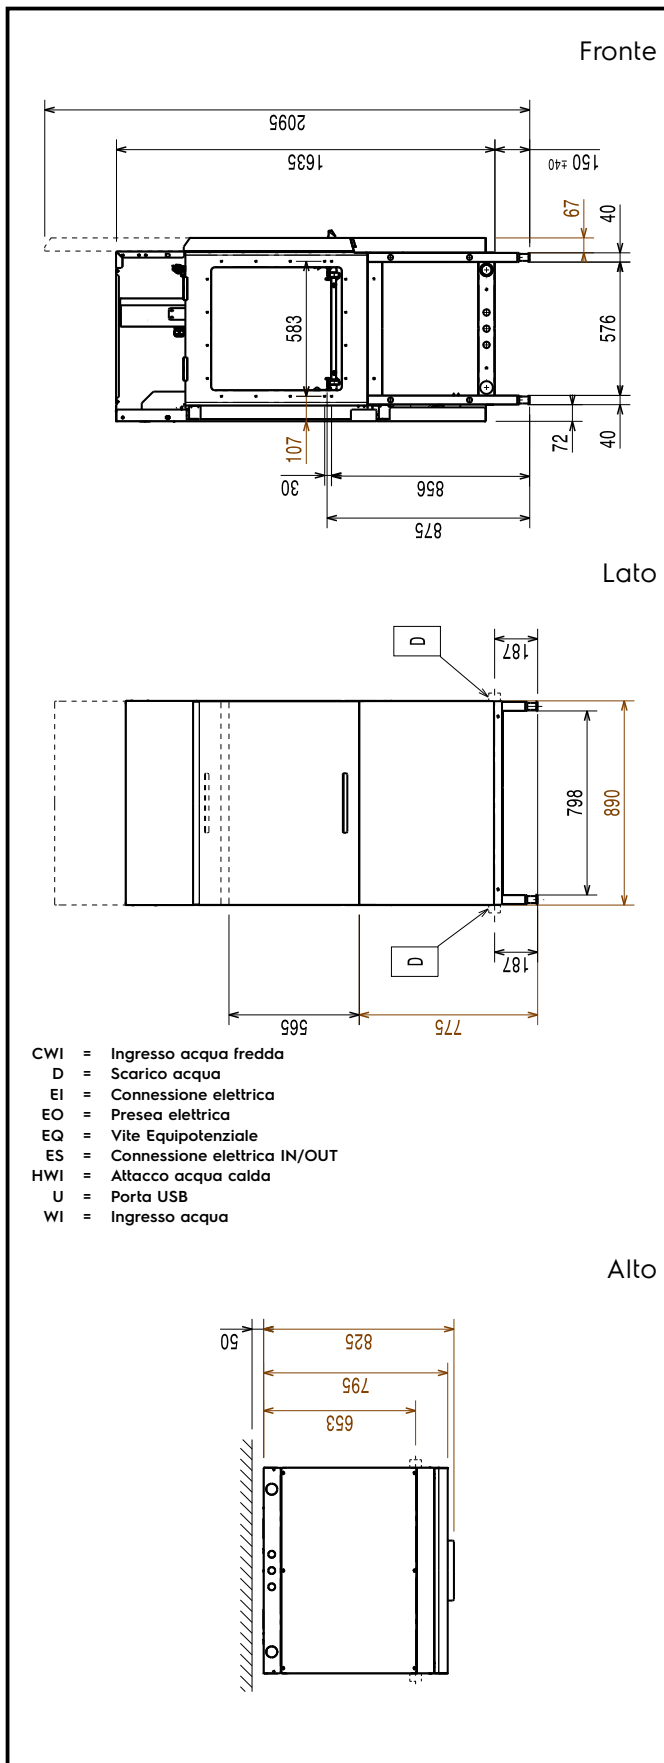 Fronte
2095
1635
150 ±40
67
40
583
576
107
72
40
30
856
875
Lato
D
187
798
890
D
187
565
775
CWI = Ingresso acqua fredda
D = Scarico acqua
EI = Connessione elettrica
EO = Presea elettrica
EQ = Vite Equipotenziale
ES = Connessione elettrica IN/OUT
HWI = Attacco acqua calda
U = Porta USB
WI = Ingresso acqua
Alto
50
825
795
653